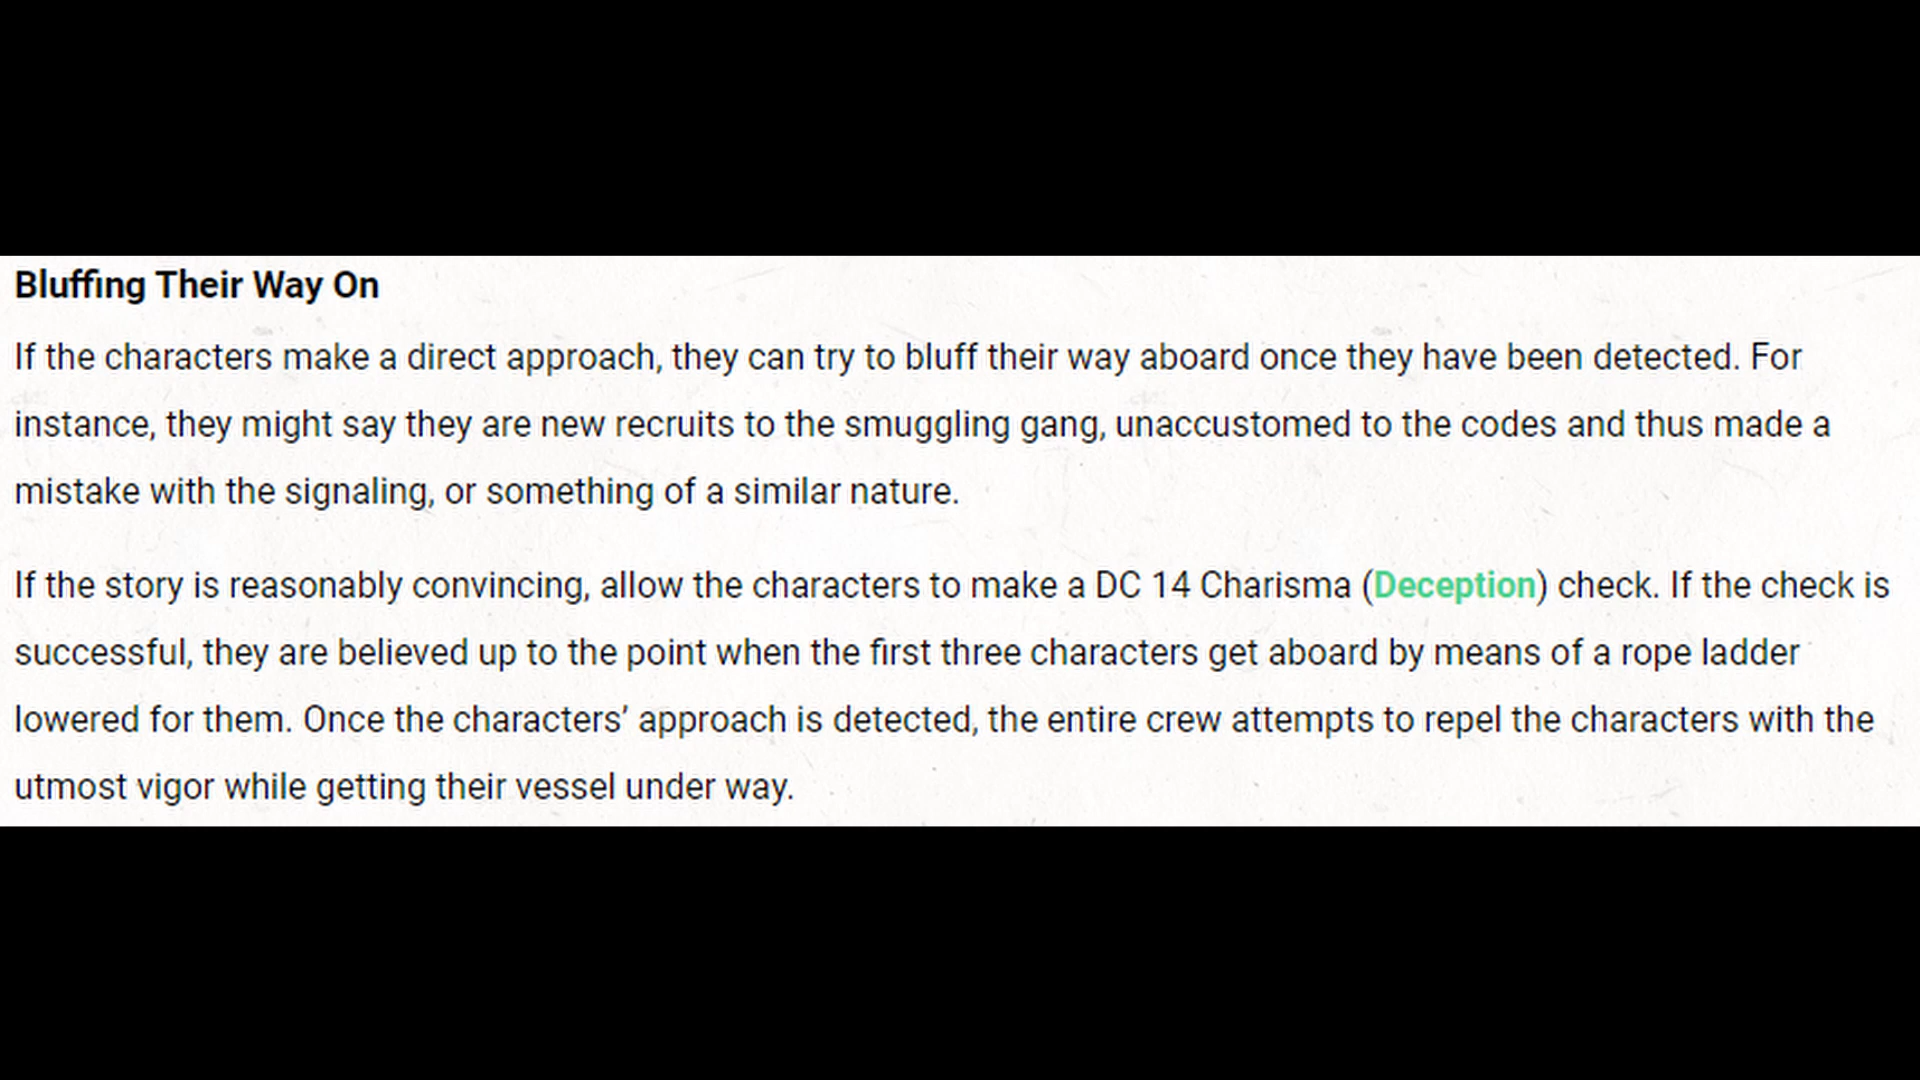 Bluffing Their Way On
If the characters make a direct approach, they can try to bluff their way aboard once they have been detected. For
instance, they might say they are new recruits to the smuggling gang, unaccustomed to the codes and thus made a
mistake with the signaling, or something of a similar nature.
If the story is reasonably convincing, allow the characters to make a DC 14 Charisma (Deception) check. If the check is
successful, they are believed up to the point when the first three characters get aboard by means of a rope ladder
lowered for them. Once the characters’ approach is detected, the entire crew attempts to repel the characters with the
utmost vigor while getting their vessel under way.